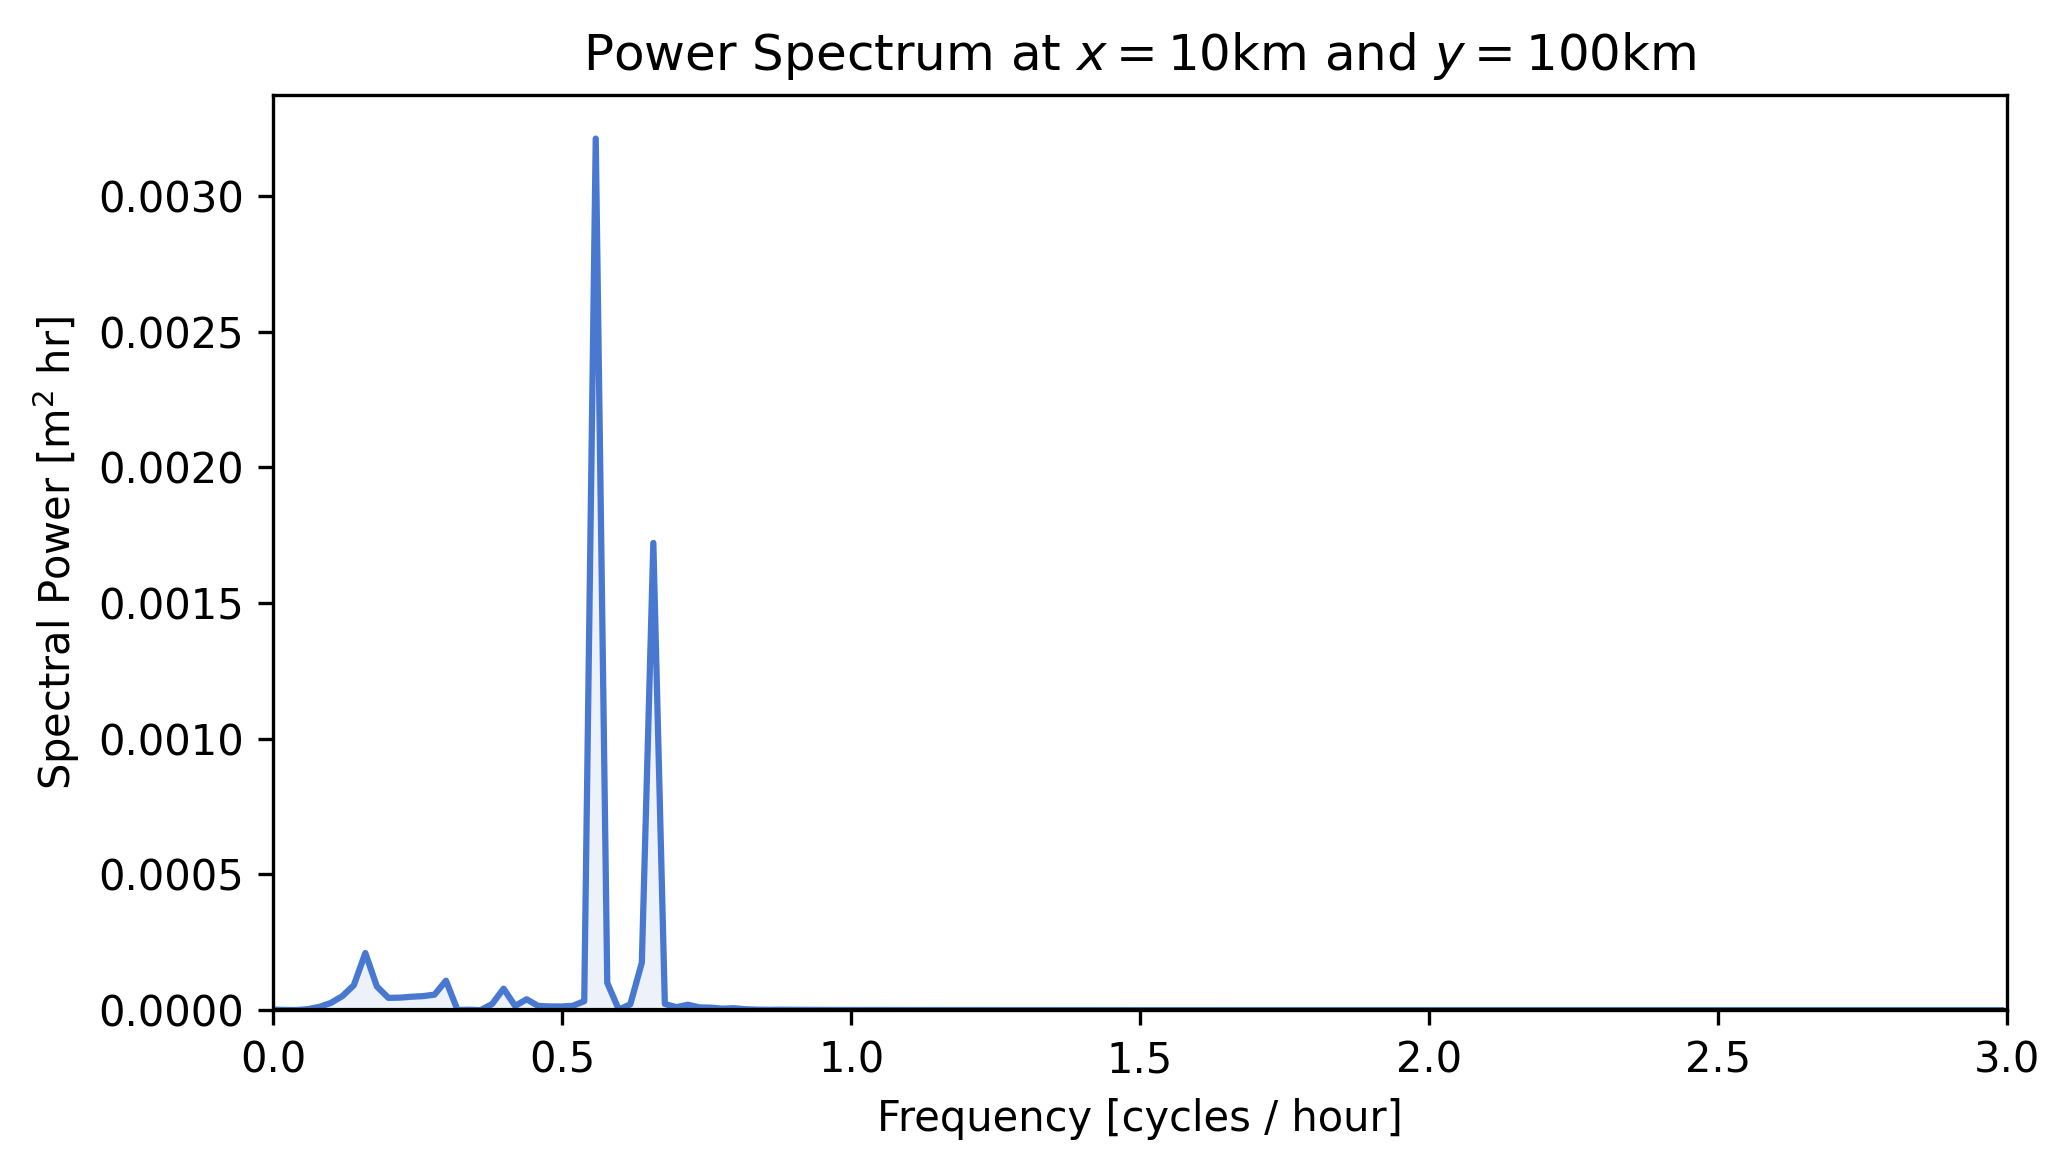 Power Spectrum at x = 10km and y = 100km
Spectral Power [m² hr]
0.0030
0.0025
0.0020
0.0015
0.0010
0.0005
0.0000
0.0 0.5 1.0 1.5 2.0 2.5 3.0
Frequency [cycles / hour]